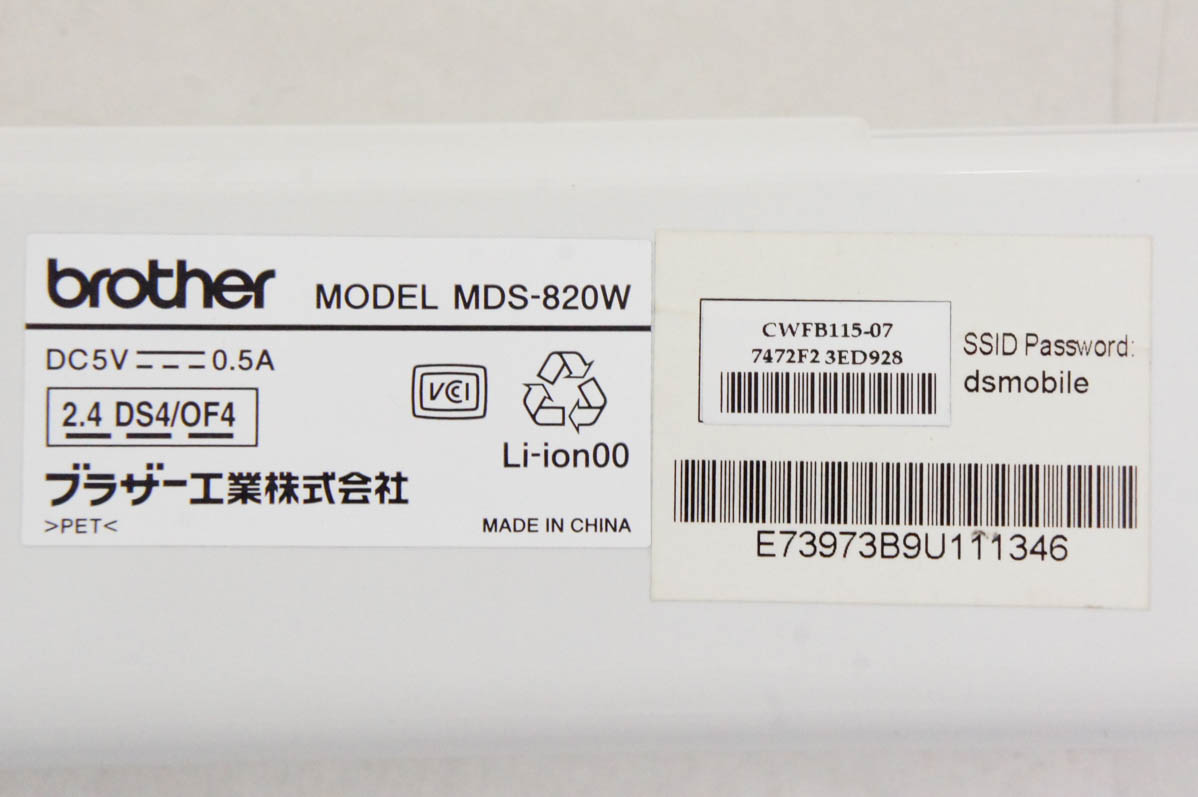 brother MODEL MDS-820W
DC5V 0.5A
2.4 DS4/OF4
VCCI
Li-ion00
ブラザー工業株式会社
>PET<
MADE IN CHINA
CWFB115-07
7472F2 3ED928
SSID Password:
dsmobile
E73973B9U111346